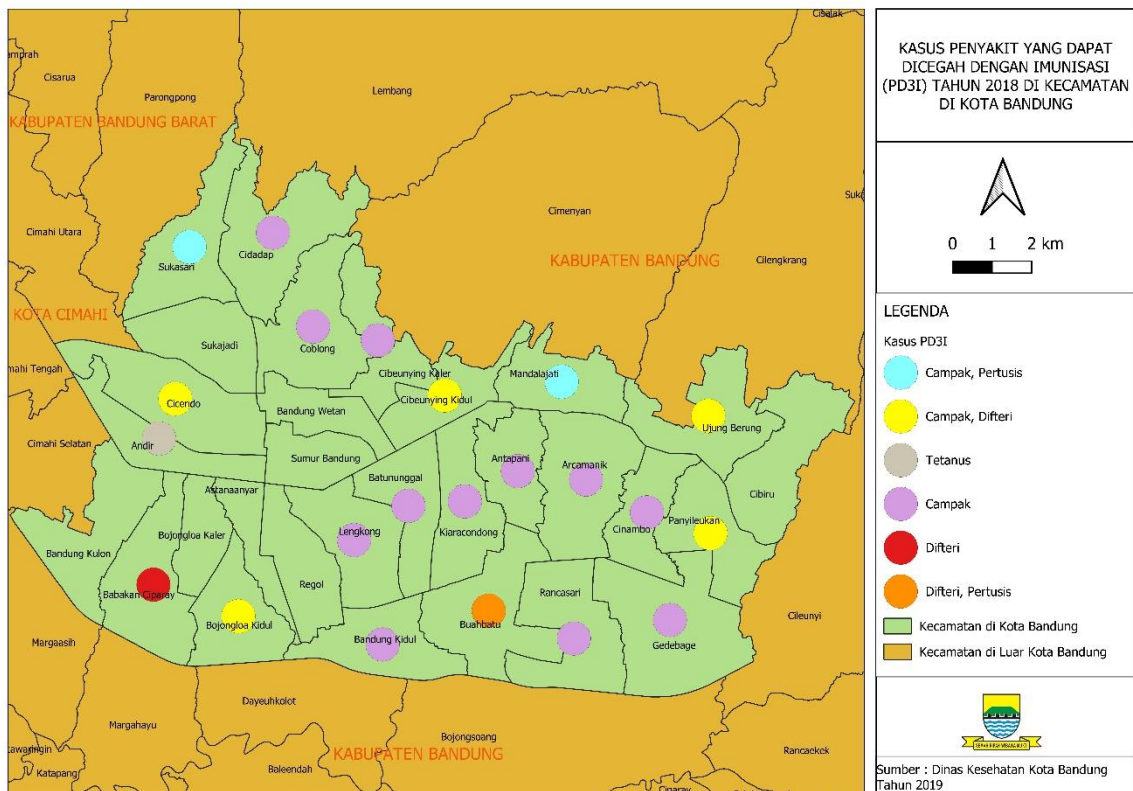 Cisalak
Cisarua
Parongpong
Lembang
KABUPATEN BANDUNG BARAT
Cimahi Utara
Cimenyan
Sukasari
Cidadap
KABUPATEN BANDUNG
Cilengkrang
KOTA CIMAHI
Sukajadi
Coblong
Cibeunying Kaler
Mandalajati
Cicendo
Bandung Wetan
Cibeunying Kidul
Ujung Berung
Cimahi Selatan
Andir
Sumur Bandung
Antapani
Arcamanik
Batununggal
Cibiru
Astanaanyar
Panyileukan
Cinambo
Lengkong
Kiaracondong
Bojongloa Kaler
Bandung Kulon
Regol
Rancasari
Babakan Ciparay
Cileunyi
Bojongloa Kidul
Buahbatu
Bandung Kidul
Gedebage
Margaasih
Dayeuhkolot
Margahayu
Bojongsoang
KABUPATEN BANDUNG
Rancaekek
Baleendah
Katapang
KASUS PENYAKIT YANG DAPAT
DICEGAH DENGAN IMUNISASI
(PD3I) TAHUN 2018 DI KECAMATAN
DI KOTA BANDUNG
0 1 2 km
LEGENDA
Kasus PD3I
Campak, Pertusis
Campak, Difteri
Tetanus
Campak
Difteri
Difteri, Pertusis
Kecamatan di Kota Bandung
Kecamatan di Luar Kota Bandung
Sumber : Dinas Kesehatan Kota Bandung
Tahun 2019